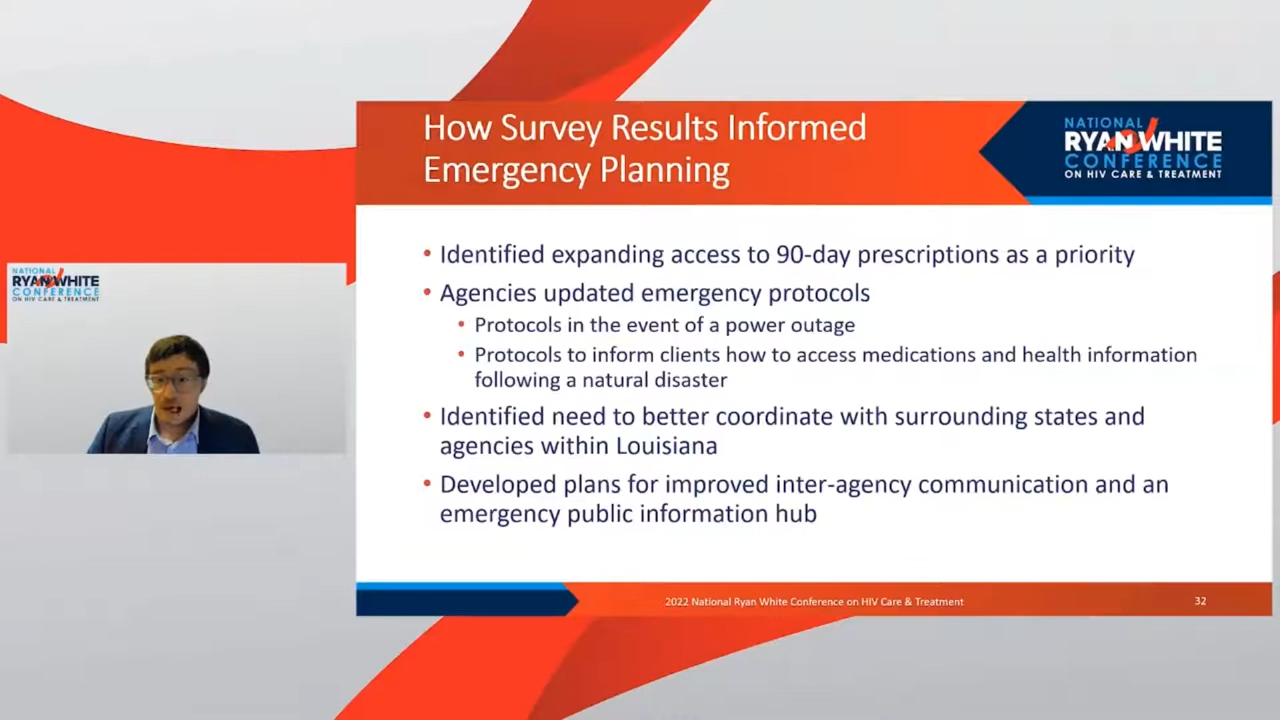 How Survey Results Informed
Emergency Planning
NATIONAL
RYAN WHITE
CONFERENCE
ON HIV CARE & TREATMENT
• Identified expanding access to 90-day prescriptions as a priority
• Agencies updated emergency protocols
• Protocols in the event of a power outage
• Protocols to inform clients how to access medications and health information
following a natural disaster
• Identified need to better coordinate with surrounding states and
agencies within Louisiana
• Developed plans for improved inter-agency communication and an
emergency public information hub
2022 National Ryan White Conference on HIV Care & Treatment
32
NATIONAL
RYAN WHITE
CONFERENCE
ON HIV CARE & TREATMENT